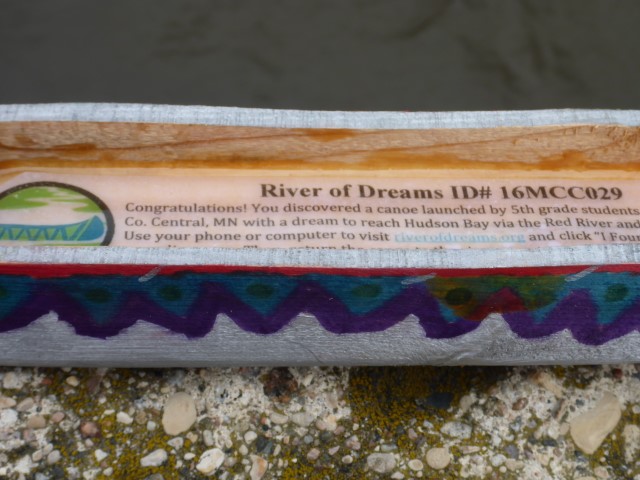 River of Dreams ID# 16MCC029
Congratulations! You discovered a canoe launched by 5th grade students
Co. Central, MN with a dream to reach Hudson Bay via the Red River and
Use your phone or computer to visit riverofdreams.org and click "I Foun